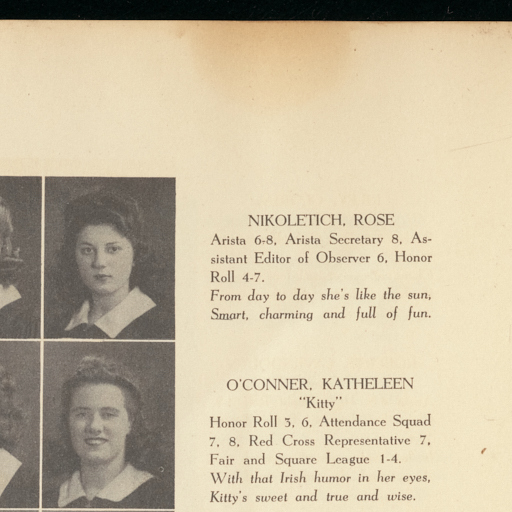 NIKOLETICH, ROSE
Arista 6-8, Arista Secretary 8, As-
sistant Editor of Observer 6, Honor
Roll 4-7.
From day to day she's like the sun,
Smart, charming and full of fun.
O'CONNER, KATHELEEN
"Kitty"
Honor Roll 3, 6, Attendance Squad
7, 8, Red Cross Representative 7,
Fair and Square League 1-4.
With that Irish humor in her eyes,
Kitty's sweet and true and wise.